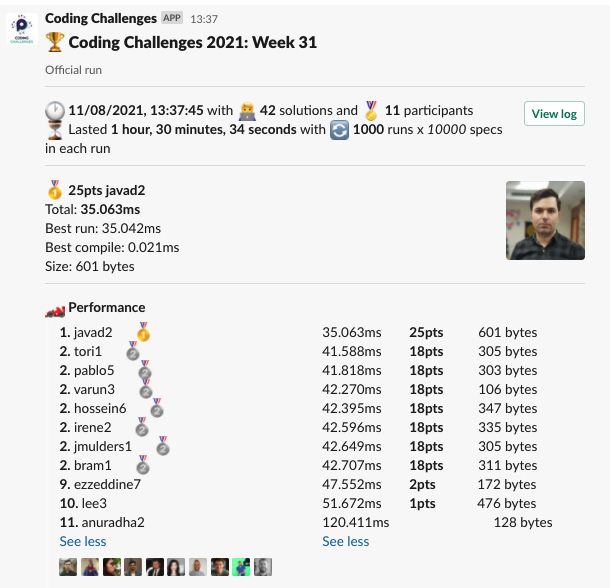 Coding Challenges APP 13:37
CODING
CHALLENGES
Coding Challenges 2021: Week 31
Official run
11/08/2021, 13:37:45 with 42 solutions and 11 participants
View log
Lasted 1 hour, 30 minutes, 34 seconds with 1000 runs x 10000 specs
in each run
25pts javad2
Total: 35.063ms
Best run: 35.042ms
Best compile: 0.021ms
Size: 601 bytes
Performance
1. javad2 35.063ms 25pts 601 bytes
2. tori1 41.588ms 18pts 305 bytes
2. pablo5 41.818ms 18pts 303 bytes
2. varun3 42.270ms 18pts 106 bytes
2. hossein6 42.395ms 18pts 347 bytes
2. irene2 42.596ms 18pts 335 bytes
2. jmulders1 42.649ms 18pts 305 bytes
2. bram1 42.707ms 18pts 311 bytes
9. ezzeddine7 47.552ms 2pts 172 bytes
10. lee3 51.672ms 1pts 476 bytes
11. anuradha2 120.411ms 128 bytes
See less See less